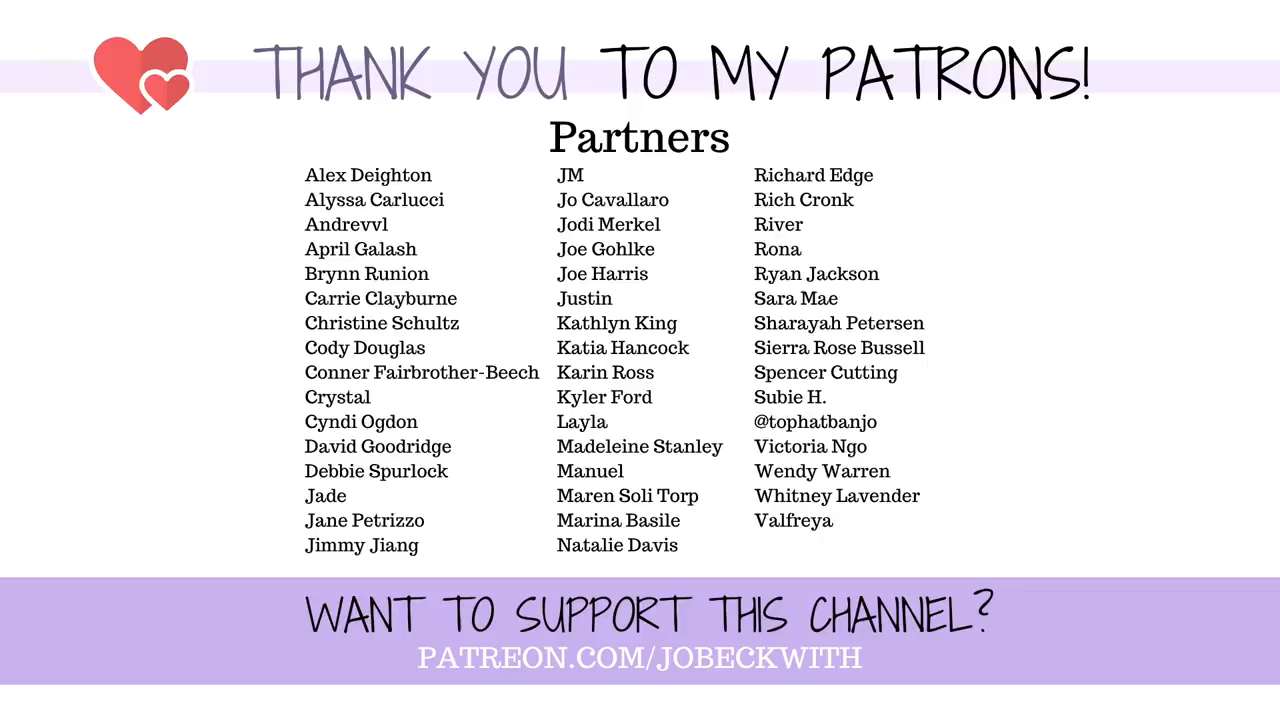 THANK YOU TO MY PATRONS!
Partners
Alex Deighton
Alyssa Carlucci
Andrevvl
April Galash
Brynn Runion
Carrie Clayburne
Christine Schultz
Cody Douglas
Conner Fairbrother-Beech
Crystal
Cyndi Ogdon
David Goodridge
Debbie Spurlock
Jade
Jane Petrizzo
Jimmy Jiang
JM
Jo Cavallaro
Jodi Merkel
Joe Gohlke
Joe Harris
Justin
Kathlyn King
Katia Hancock
Karin Ross
Kyler Ford
Layla
Madeleine Stanley
Manuel
Maren Soli Torp
Marina Basile
Natalie Davis
Richard Edge
Rich Cronk
River
Rona
Ryan Jackson
Sara Mae
Sharayah Petersen
Sierra Rose Bussell
Spencer Cutting
Subie H.
@tophatbanjo
Victoria Ngo
Wendy Warren
Whitney Lavender
Valfreya
WANT TO SUPPORT THIS CHANNEL?
PATREON.COM/JOBECKWITH